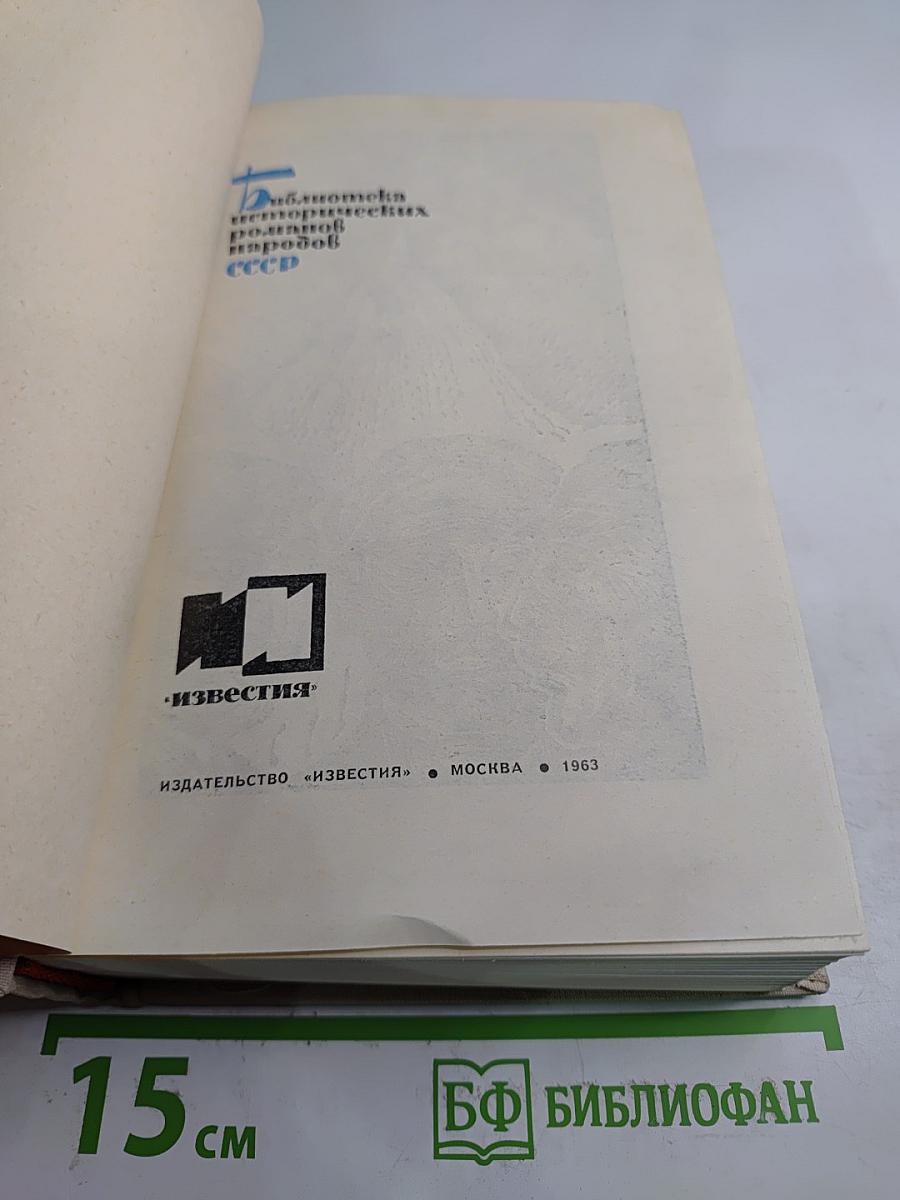 Библиотека
исторических
романов
народов
СССР
«ИЗВЕСТИЯ»
ИЗДАТЕЛЬСТВО «ИЗВЕСТИЯ» • МОСКВА • 1963
15 см
БФ БИБЛИОФАН